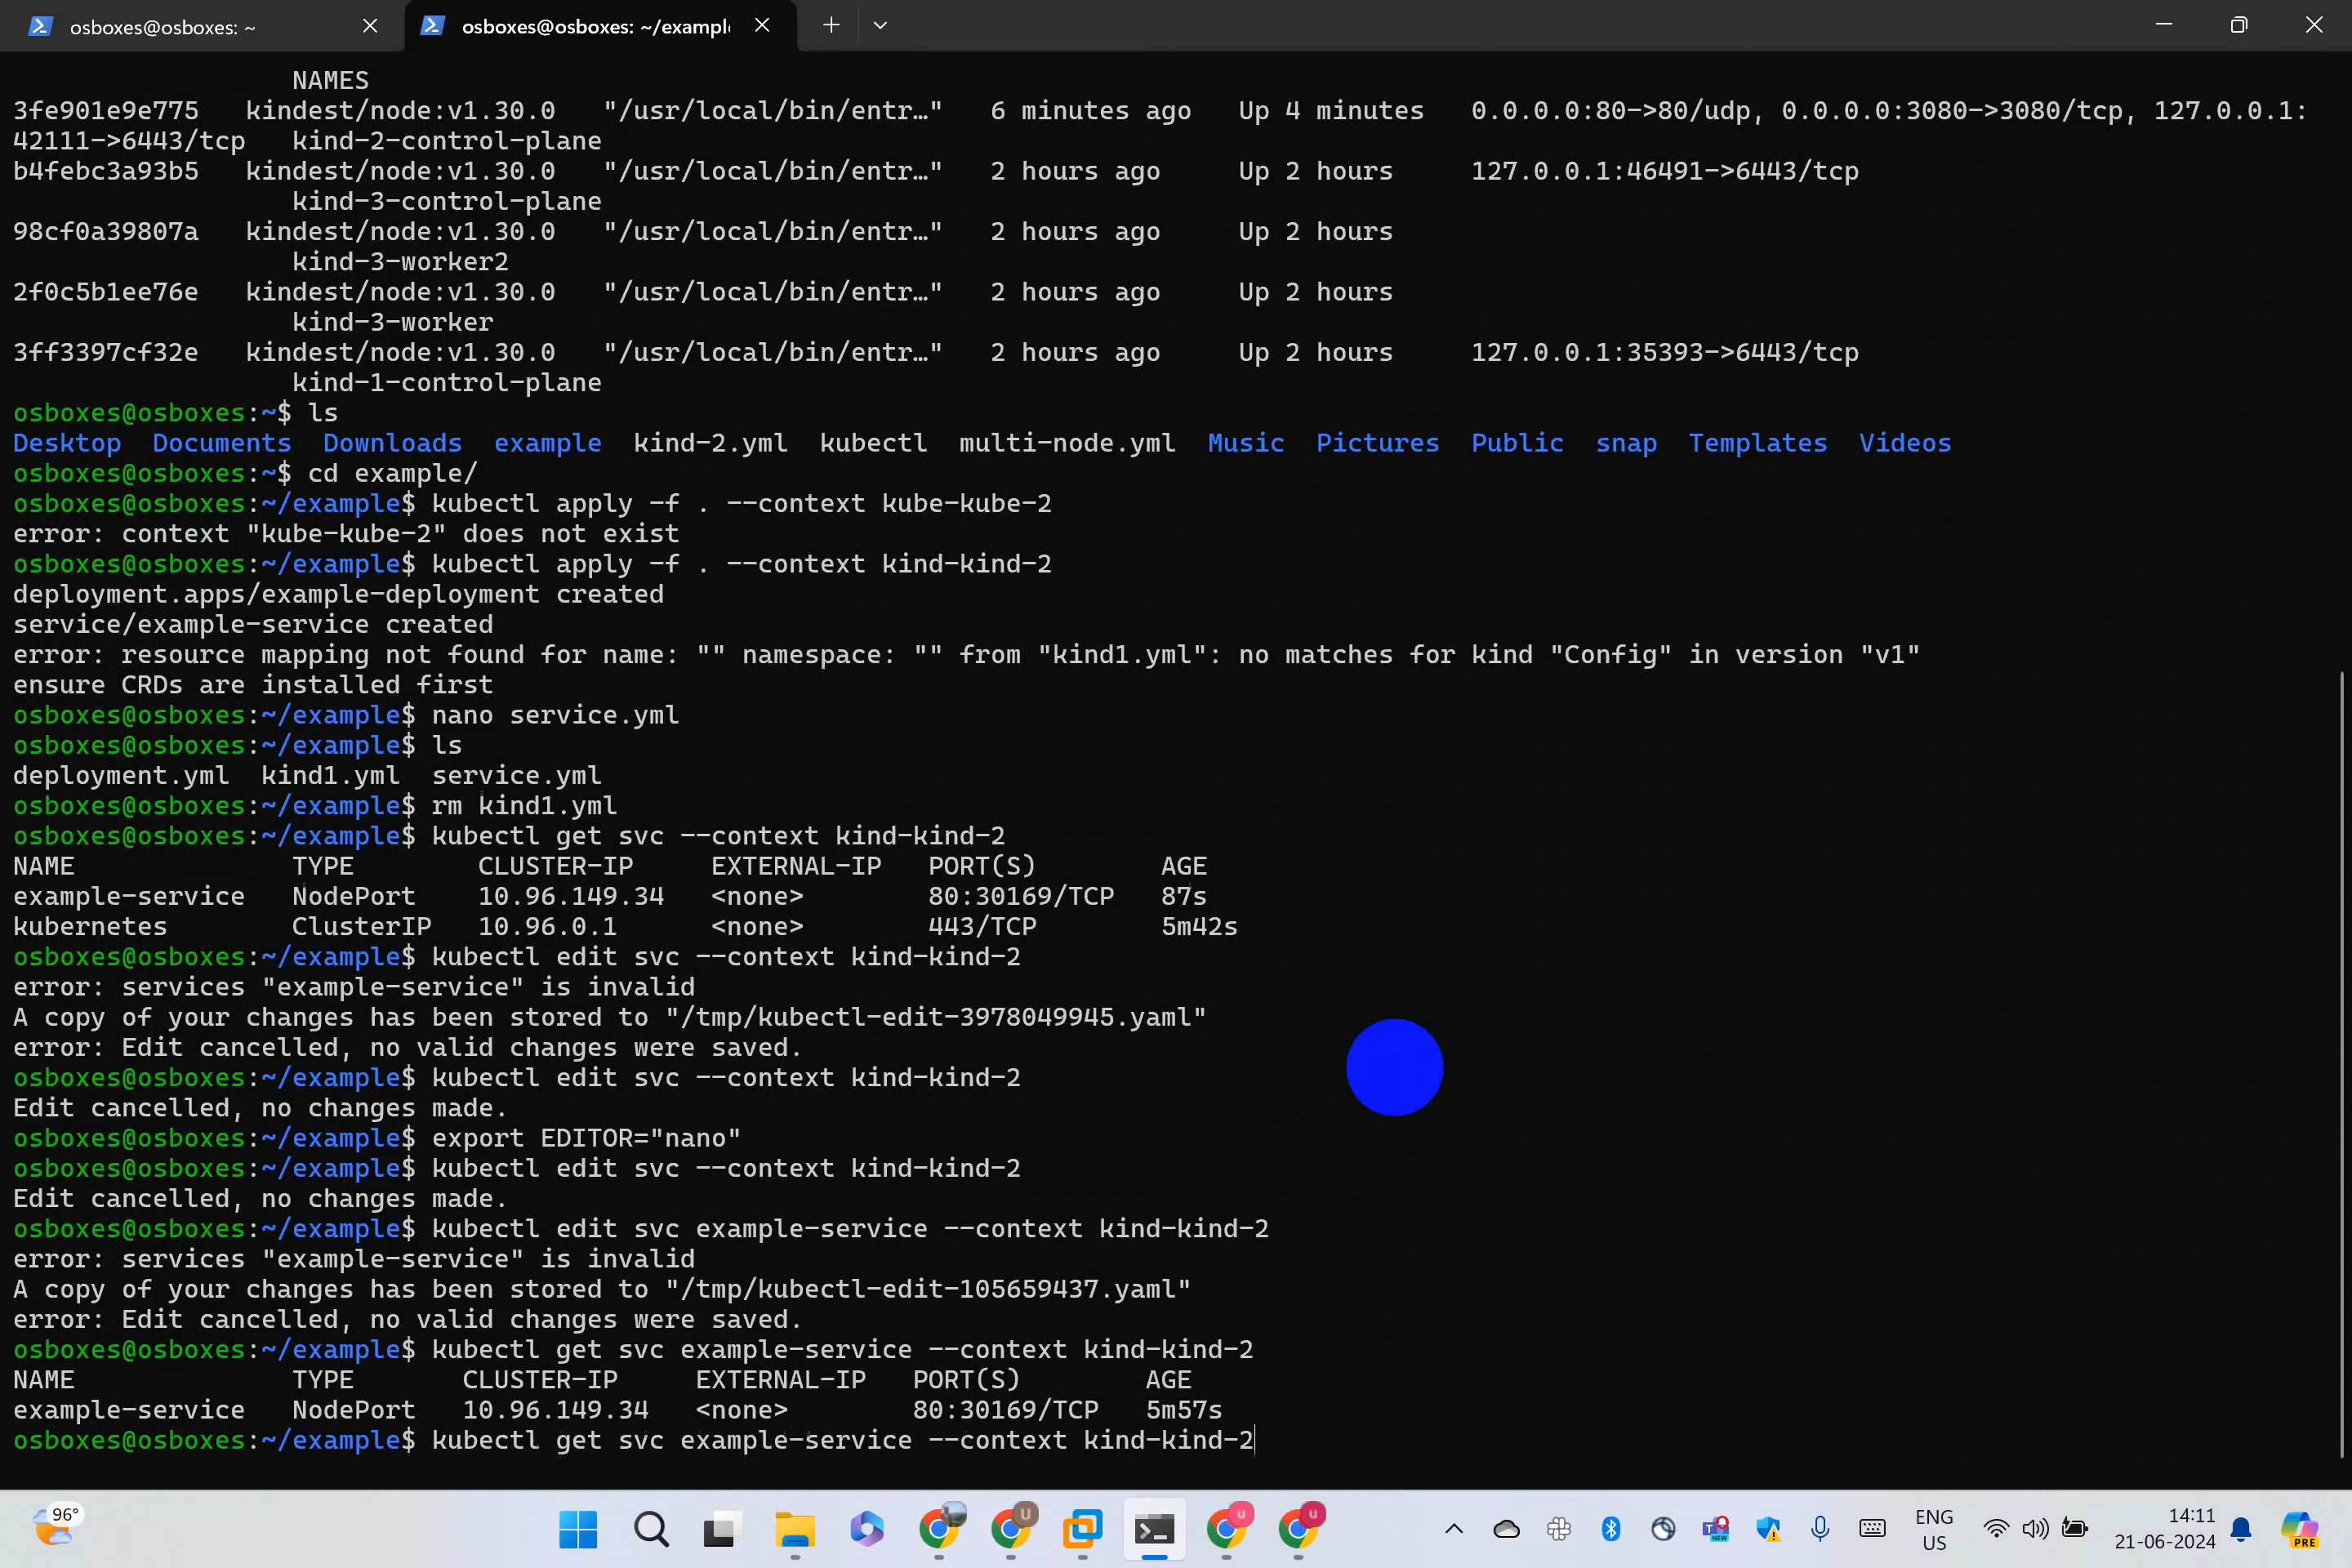 osboxes@osboxes: ~
osboxes@osboxes: ~/example
NAMES
3fe901e9e775 kindest/node:v1.30.0 "/usr/local/bin/entr…" 6 minutes ago Up 4 minutes 0.0.0.0:80->80/udp, 0.0.0.0:3080->3080/tcp, 127.0.0.1:
42111->6443/tcp kind-2-control-plane
b4febc3a93b5 kindest/node:v1.30.0 "/usr/local/bin/entr…" 2 hours ago Up 2 hours 127.0.0.1:46491->6443/tcp
kind-3-control-plane
98cf0a39807a kindest/node:v1.30.0 "/usr/local/bin/entr…" 2 hours ago Up 2 hours
kind-3-worker2
2f0c5b1ee76e kindest/node:v1.30.0 "/usr/local/bin/entr…" 2 hours ago Up 2 hours
kind-3-worker
3ff3397cf32e kindest/node:v1.30.0 "/usr/local/bin/entr…" 2 hours ago Up 2 hours 127.0.0.1:35393->6443/tcp
kind-1-control-plane
osboxes@osboxes:~$ ls
Desktop Documents Downloads example kind-2.yml kubectl multi-node.yml Music Pictures Public snap Templates Videos
osboxes@osboxes:~$ cd example/
osboxes@osboxes:~/example$ kubectl apply -f . --context kube-kube-2
error: context "kube-kube-2" does not exist
osboxes@osboxes:~/example$ kubectl apply -f . --context kind-kind-2
deployment.apps/example-deployment created
service/example-service created
error: resource mapping not found for name: "" namespace: "" from "kind1.yml": no matches for kind "Config" in version "v1"
ensure CRDs are installed first
osboxes@osboxes:~/example$ nano service.yml
osboxes@osboxes:~/example$ ls
deployment.yml kind1.yml service.yml
osboxes@osboxes:~/example$ rm kind1.yml
osboxes@osboxes:~/example$ kubectl get svc --context kind-kind-2
NAME TYPE CLUSTER-IP EXTERNAL-IP PORT(S) AGE
example-service NodePort 10.96.149.34 <none> 80:30169/TCP 87s
kubernetes ClusterIP 10.96.0.1 <none> 443/TCP 5m42s
osboxes@osboxes:~/example$ kubectl edit svc --context kind-kind-2
error: services "example-service" is invalid
A copy of your changes has been stored to "/tmp/kubectl-edit-3978049945.yaml"
error: Edit cancelled, no valid changes were saved.
osboxes@osboxes:~/example$ kubectl edit svc --context kind-kind-2
Edit cancelled, no changes made.
osboxes@osboxes:~/example$ export EDITOR="nano"
osboxes@osboxes:~/example$ kubectl edit svc --context kind-kind-2
Edit cancelled, no changes made.
osboxes@osboxes:~/example$ kubectl edit svc example-service --context kind-kind-2
error: services "example-service" is invalid
A copy of your changes has been stored to "/tmp/kubectl-edit-105659437.yaml"
error: Edit cancelled, no valid changes were saved.
osboxes@osboxes:~/example$ kubectl get svc example-service --context kind-kind-2
NAME TYPE CLUSTER-IP EXTERNAL-IP PORT(S) AGE
example-service NodePort 10.96.149.34 <none> 80:30169/TCP 5m57s
osboxes@osboxes:~/example$ kubectl get svc example-service --context kind-kind-2
96°
U
u
u
NEW
ENG
US
14:11
21-06-2024
PRE